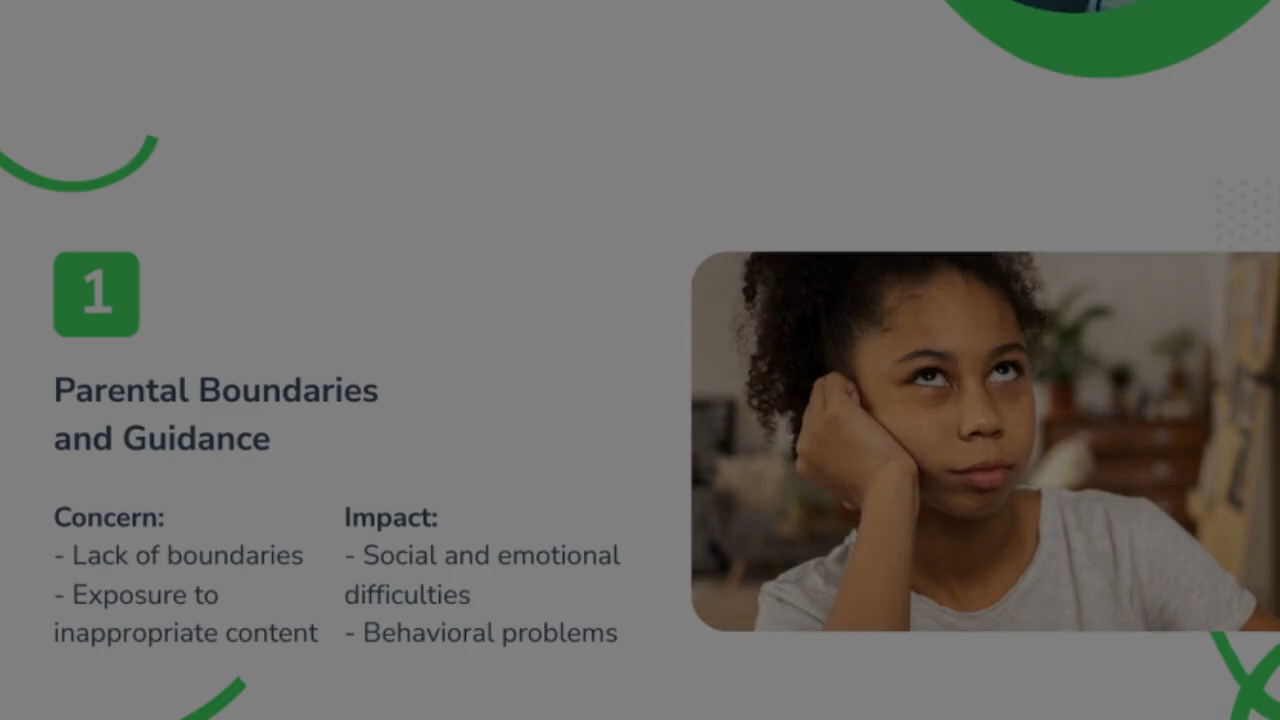 1
Parental Boundaries
and Guidance
Concern:
- Lack of boundaries
- Exposure to
inappropriate content
Impact:
- Social and emotional
difficulties
- Behavioral problems